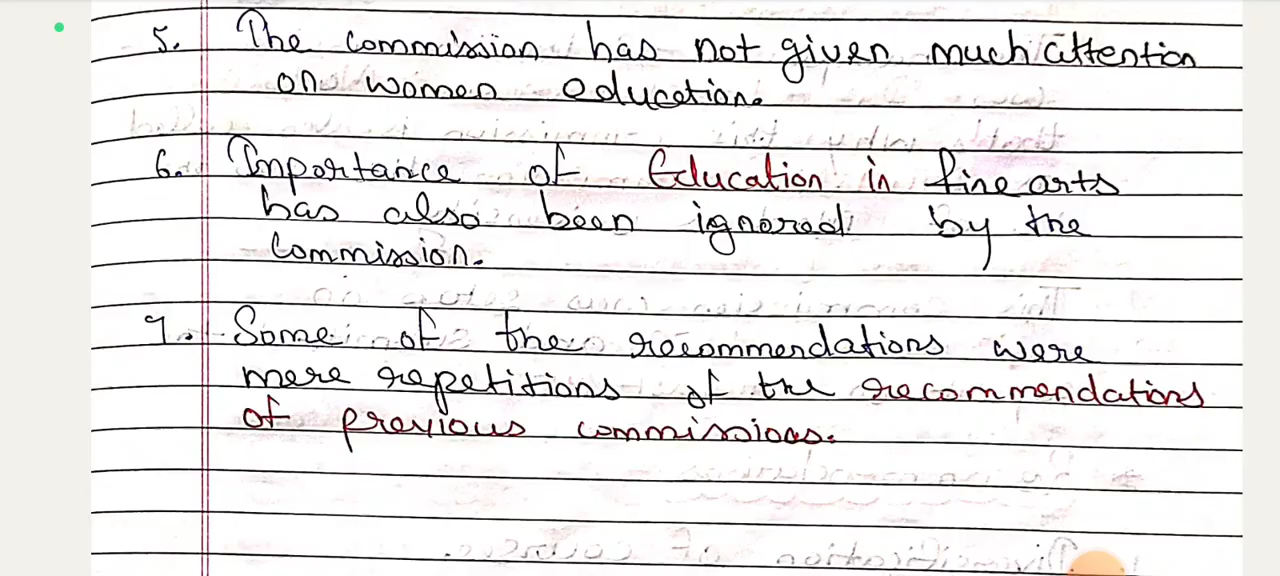 5. The commission has not given much attention
on women education.
6. Importance of Education in fine arts
has also been ignored by the
Commission.
7. Some of the recommendations were
mere repetitions of the recommendations
of previous commissions.